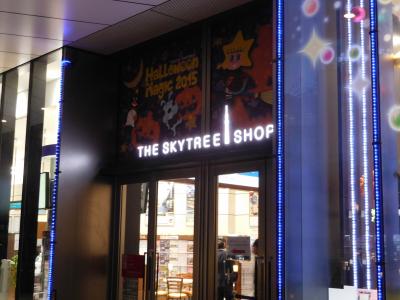 Halloween
Magic 2015
THE SKYTREE SHOP